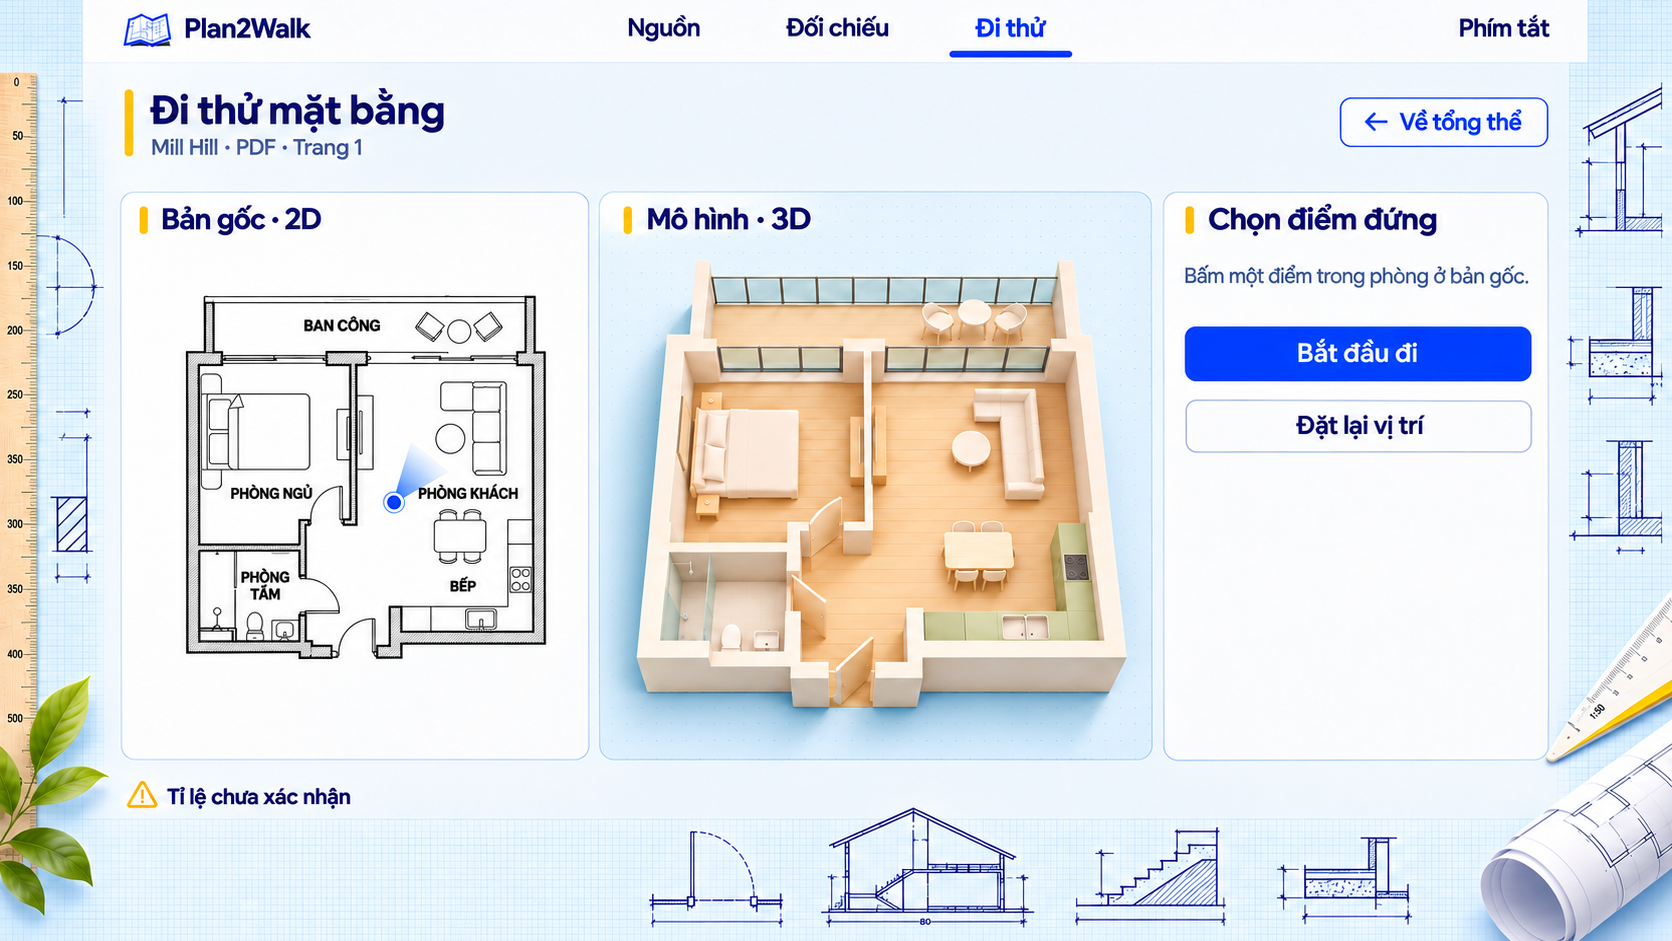 Plan2Walk
Nguồn
Đối chiếu
Đi thử
Phím tắt
Đi thử mặt bằng
Mill Hill • PDF • Trang 1
← Về tổng thể
Bản gốc • 2D
BAN CÔNG
PHÒNG NGỦ
PHÒNG KHÁCH
PHÒNG
TẮM
BẾP
Mô hình • 3D
Chọn điểm đứng
Bấm một điểm trong phòng ở bản gốc.
Bắt đầu đi
Đặt lại vị trí
Tỉ lệ chưa xác nhận
0
50
100
150
200
250
300
350
400
500
80
1:50